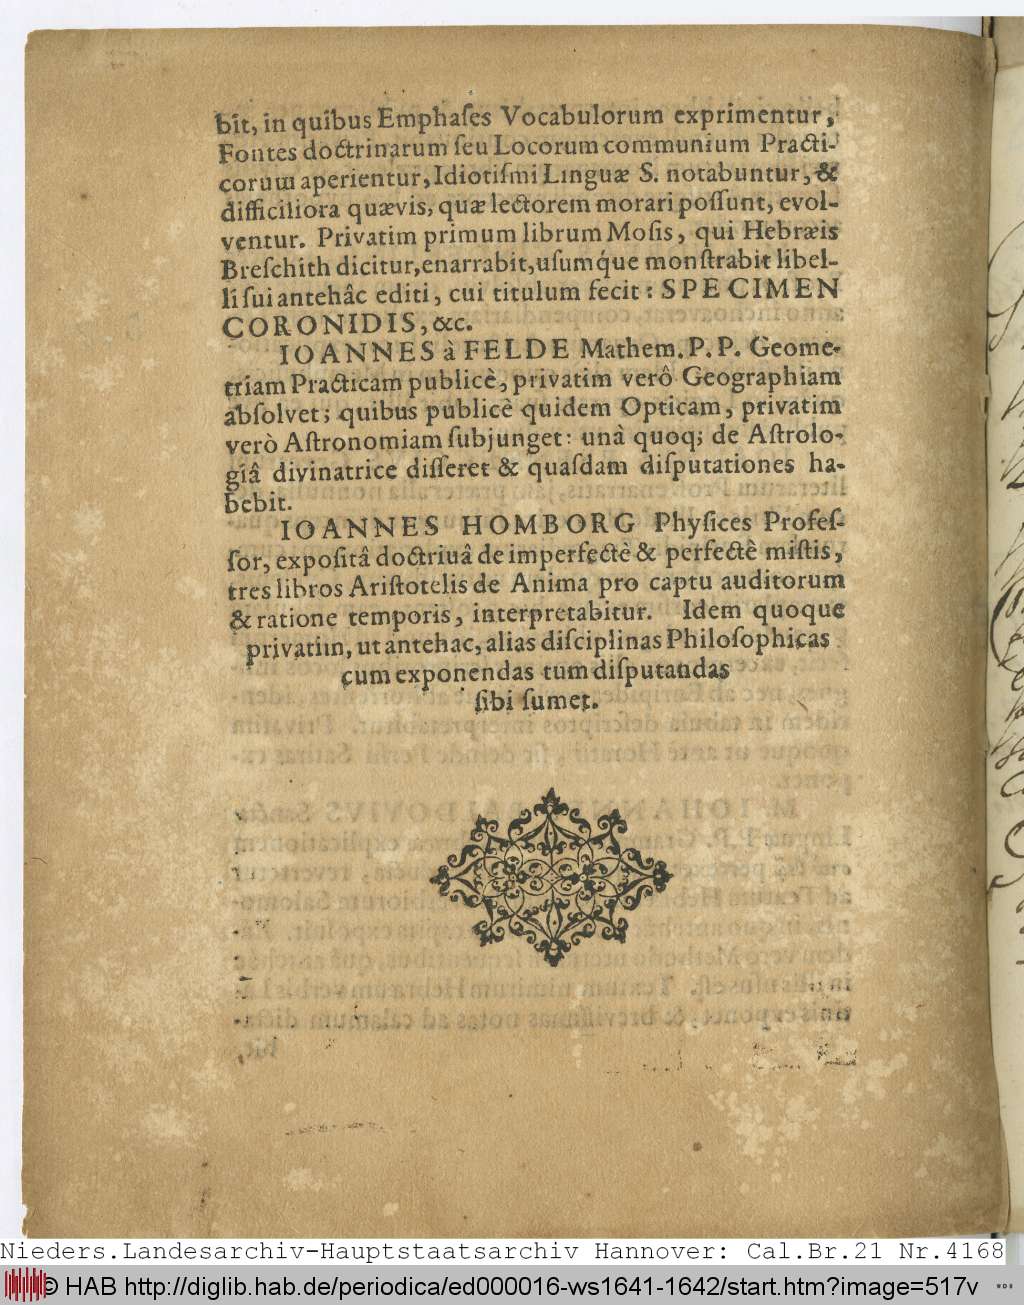 bit, in quibus Emphaſes Vocabulorum exprimentur,
Fontes doctrinarum ſeu Locorum communium Practi-
corum aperientur, Idiotiſmi Linguæ S. notabuntur, &
difficiliora quævis, quæ lectorem morari poſſunt, evol-
ventur. Privatim primum librum Moſis, qui Hebræis
Breſchith dicitur, enarrabit, uſumq́ue monſtrabit libel-
li ſui antehâc editi, cui titulum fecit: SPECIMEN
CORONIDIS, &c.
IOANNES à FELDE Mathem. P. P. Geome-
triam Practicam publicè, privatim verô Geographiam
abſolvet; quibus publicè quidem Opticam, privatim
verò Aſtronomiam ſubjunget: unà quoq; de Aſtrolo-
giâ divinatrice diſſeret & quaſdam diſputationes ha-
bebit.
IOANNES HOMBORG Phyſices Profeſ-
ſor, expoſitâ doctriuâ de imperfectè & perfectè miſtis,
tres libros Ariſtotelis de Anima pro captu auditorum
& ratione temporis, interpretabitur. Idem quoque
privatim, ut antehac, alias diſciplinas Philoſophicas
cum exponendas tum diſputandas
ſibi ſumet.
Nieders.Landesarchiv-Hauptstaatsarchiv Hannover: Cal.Br.21 Nr.4168
© HAB http://diglib.hab.de/periodica/ed000016-ws1641-1642/start.htm?image=517v